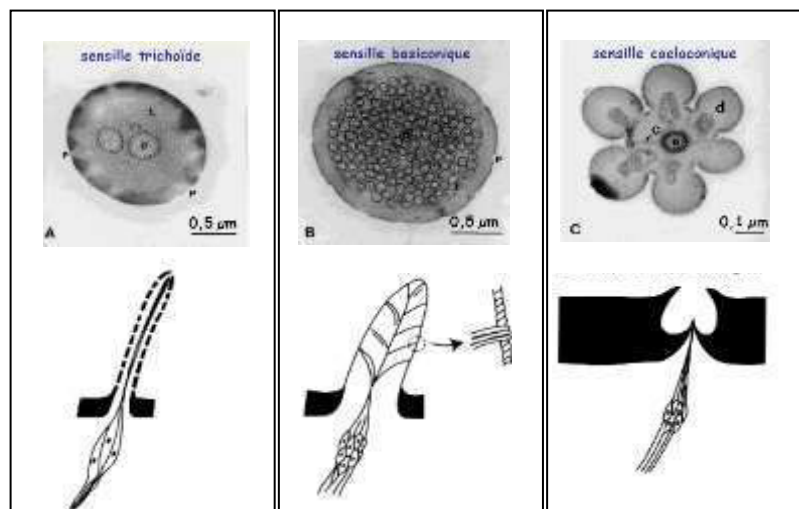 sensille trichoïde
P
P
A
0,5 µm
sensille basiconique
P
B
0,5 µm
sensille coeloconique
d
C
0,1 µm